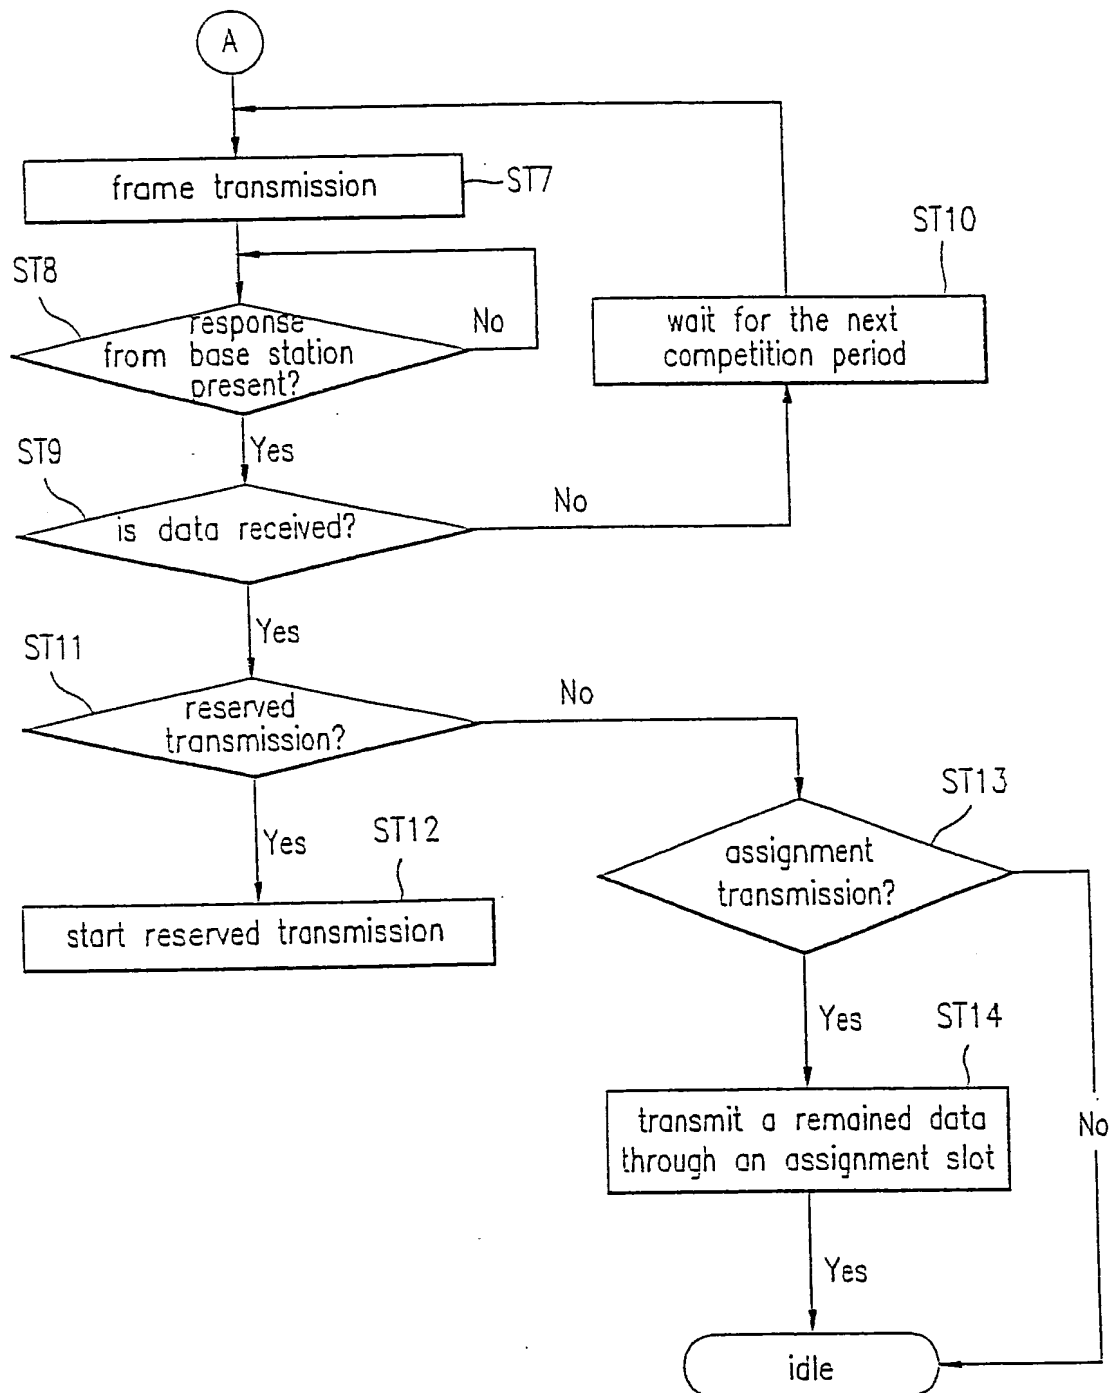 A
frame transmission
ST7
ST10
ST8
response
from base station
present?
No
wait for the next
competition period
Yes
ST9
is data received?
No
Yes
ST11
reserved
transmission?
No
ST13
Yes
ST12
assignment
transmission?
start reserved transmission
Yes
ST14
transmit a remained data
through an assignment slot
No
Yes
idle